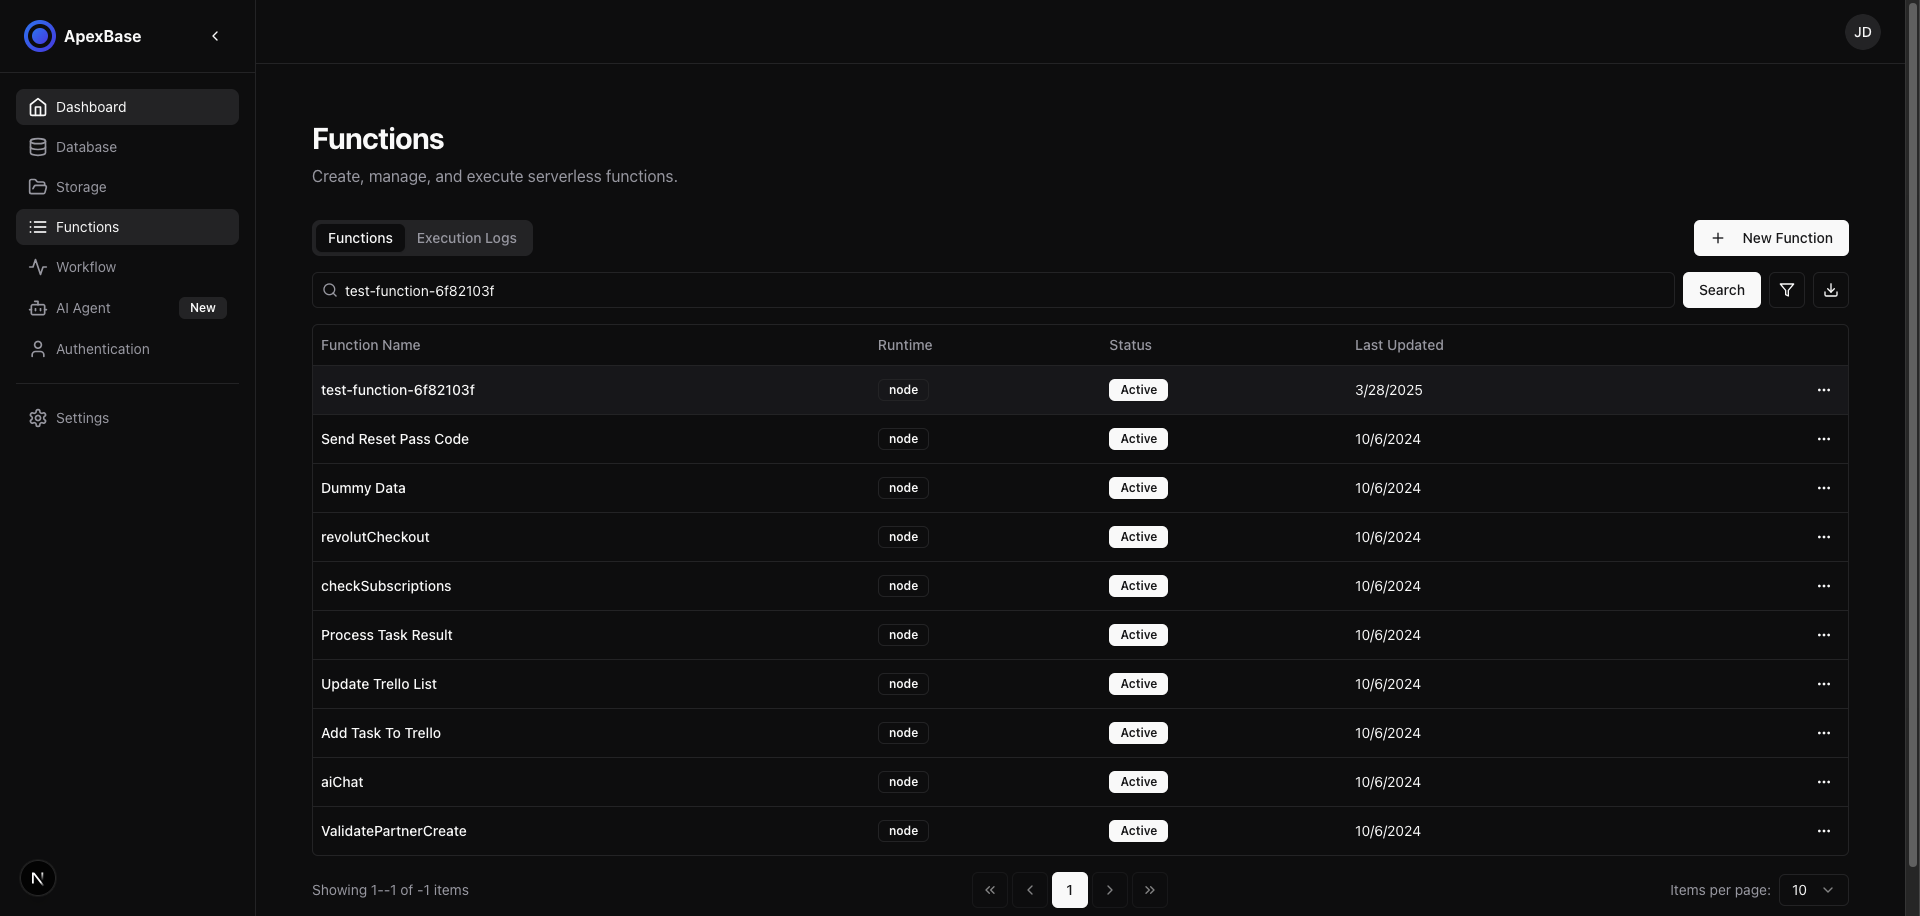 ApexBase
JD
Dashboard
Database
Storage
Functions
Workflow
AI Agent New
Authentication
Settings
Functions
Create, manage, and execute serverless functions.
Functions Execution Logs
New Function
test-function-6f82103f
Search
Function Name Runtime Status Last Updated
test-function-6f82103f node Active 3/28/2025
Send Reset Pass Code node Active 10/6/2024
Dummy Data node Active 10/6/2024
revolutCheckout node Active 10/6/2024
checkSubscriptions node Active 10/6/2024
Process Task Result node Active 10/6/2024
Update Trello List node Active 10/6/2024
Add Task To Trello node Active 10/6/2024
aiChat node Active 10/6/2024
ValidatePartnerCreate node Active 10/6/2024
Showing 1--1 of -1 items
1
Items per page: 10
N